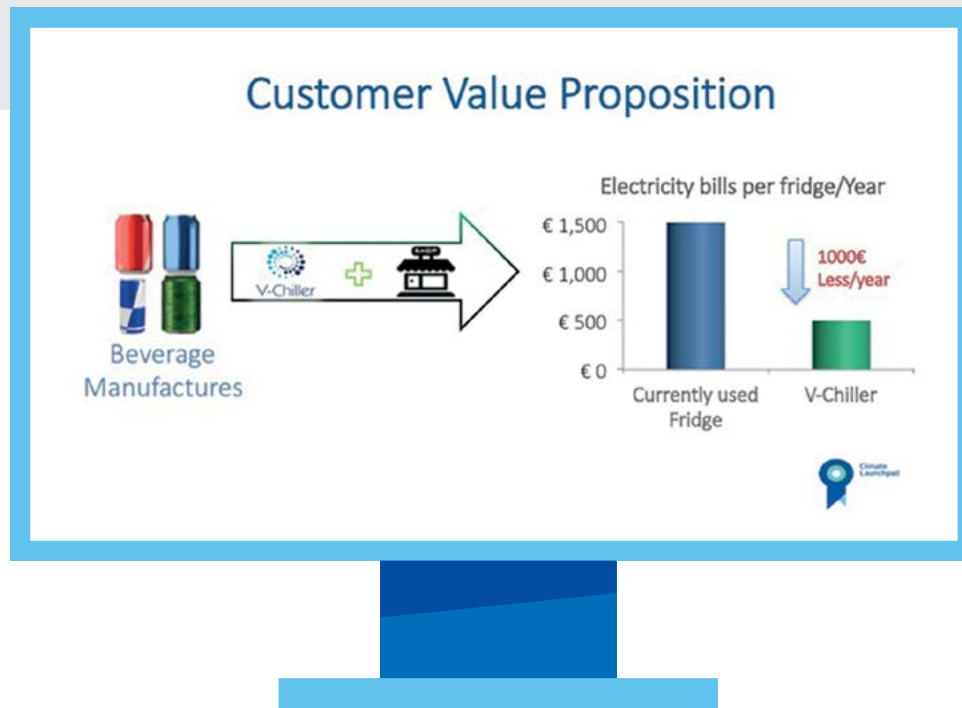 Customer Value Proposition
Beverage
Manufactures
V-Chiller
SHOP
Electricity bills per fridge/Year
€ 1,500
€ 1,000
€ 500
€ 0
1000€
Less/year
Currently used
Fridge
V-Chiller
Climate
Launchpad